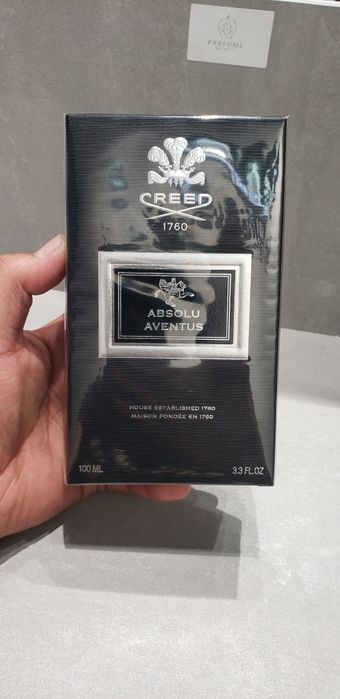 PARFUME
CREED
1760
ABSOLU
AVENTUS
HOUSE ESTABLISHED 1760
MAISON FONDÉE EN 1760
100 ML 3.3 FL.OZ